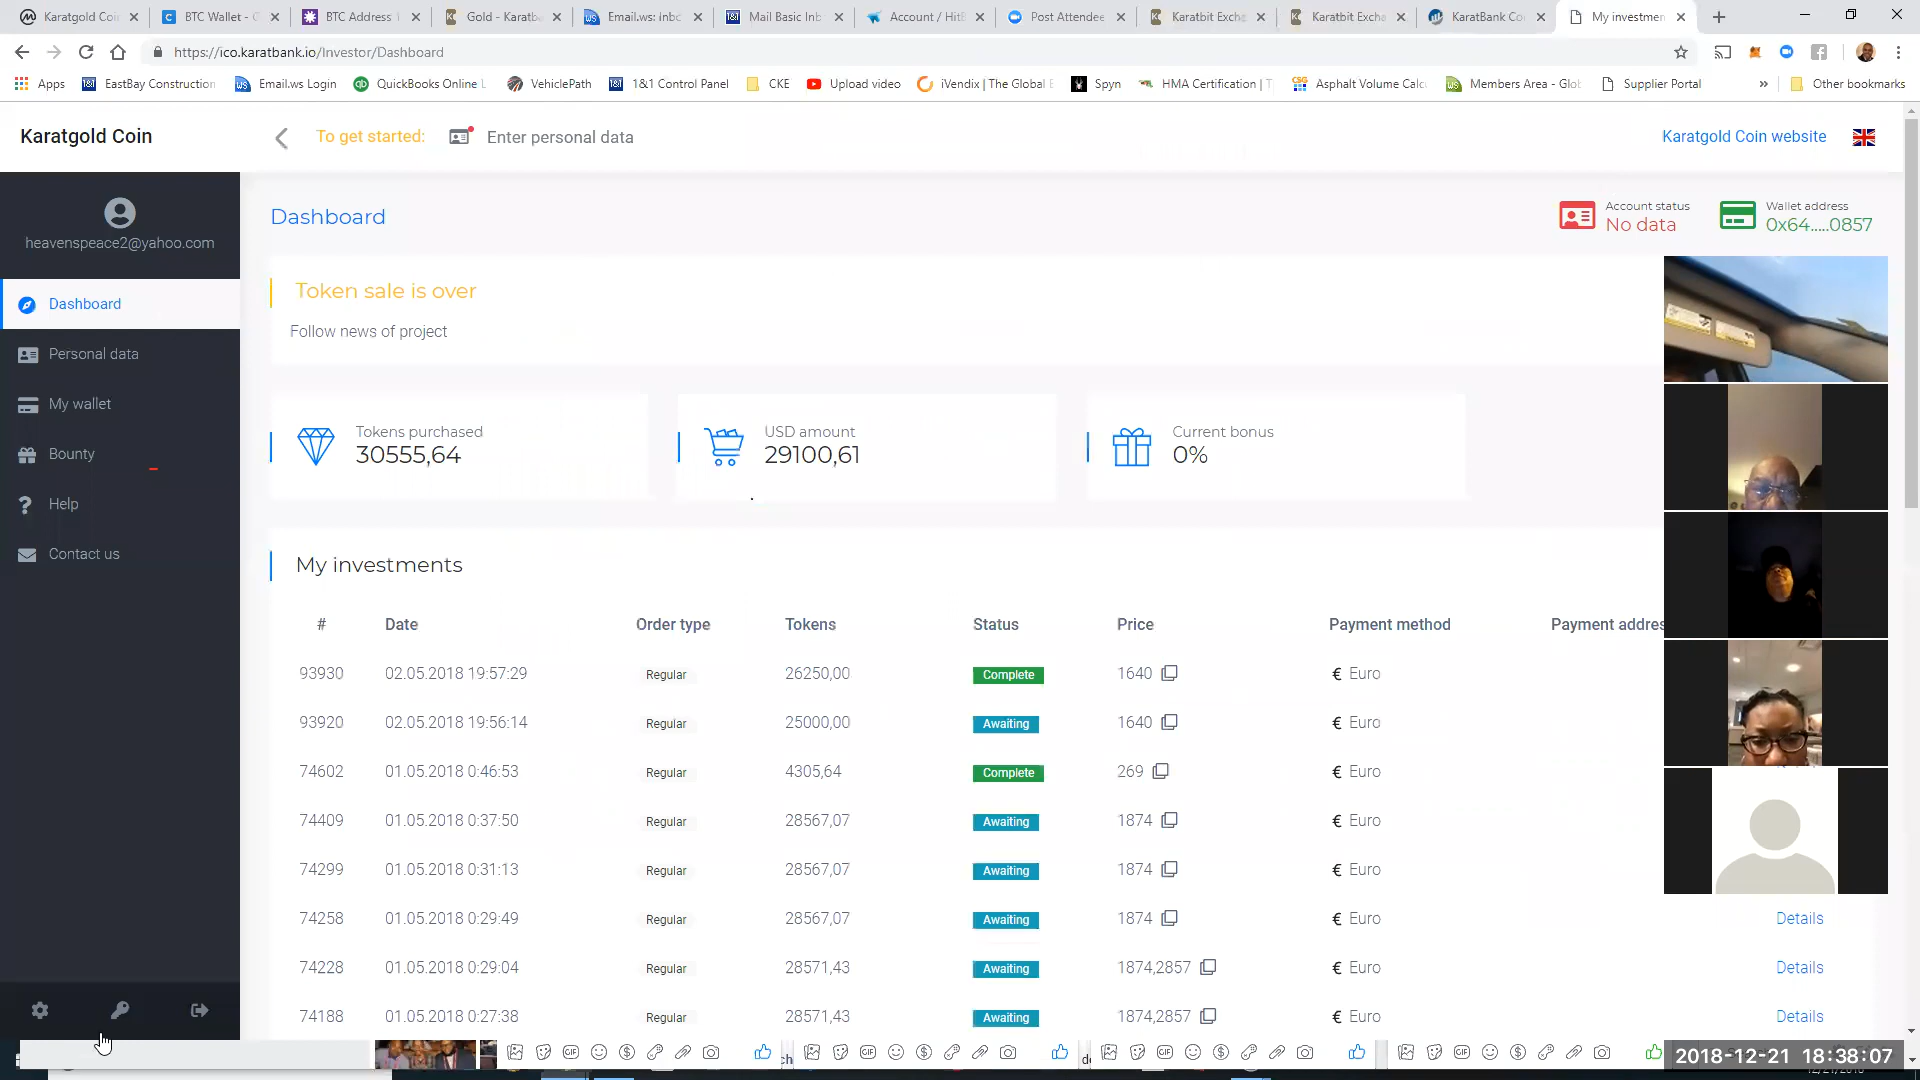 Karatgold Coi
BTC Wallet - C
BTC Address
Gold - Karatb
Email.ws: inb
Mail Basic Inb
Account / Hit
Post Attendee
Karatbit Exch
Karatbit Excha
KaratBank Co
My investmen
https://ico.karatbank.io/Investor/Dashboard
Apps
EastBay Construction
Email.ws Login
QuickBooks Online L
VehiclePath
1&1 Control Panel
CKE
Upload video
iVendix | The Global E
Spyn
HMA Certification | T
Asphalt Volume Calc
Members Area - Glo
Supplier Portal
»
Other bookmarks
Karatgold Coin
To get started:
Enter personal data
Karatgold Coin website
heavenspeace2@yahoo.com
Dashboard
Personal data
My wallet
Bounty
Help
Contact us
Dashboard
Account status
No data
Wallet address
0x64.....0857
Token sale is over
Follow news of project
Tokens purchased
30555,64
USD amount
29100,61
Current bonus
0%
My investments
# Date Order type Tokens Status Price Payment method Payment addres
93930 02.05.2018 19:57:29 Regular 26250,00 Complete 1640 € Euro
93920 02.05.2018 19:56:14 Regular 25000,00 Awaiting 1640 € Euro
74602 01.05.2018 0:46:53 Regular 4305,64 Complete 269 € Euro
74409 01.05.2018 0:37:50 Regular 28567,07 Awaiting 1874 € Euro
74299 01.05.2018 0:31:13 Regular 28567,07 Awaiting 1874 € Euro
74258 01.05.2018 0:29:49 Regular 28567,07 Awaiting 1874 € Euro Details
74228 01.05.2018 0:29:04 Regular 28571,43 Awaiting 1874,2857 € Euro Details
74188 01.05.2018 0:27:38 Regular 28571,43 Awaiting 1874,2857 € Euro Details
2018-12-21 18:38:07